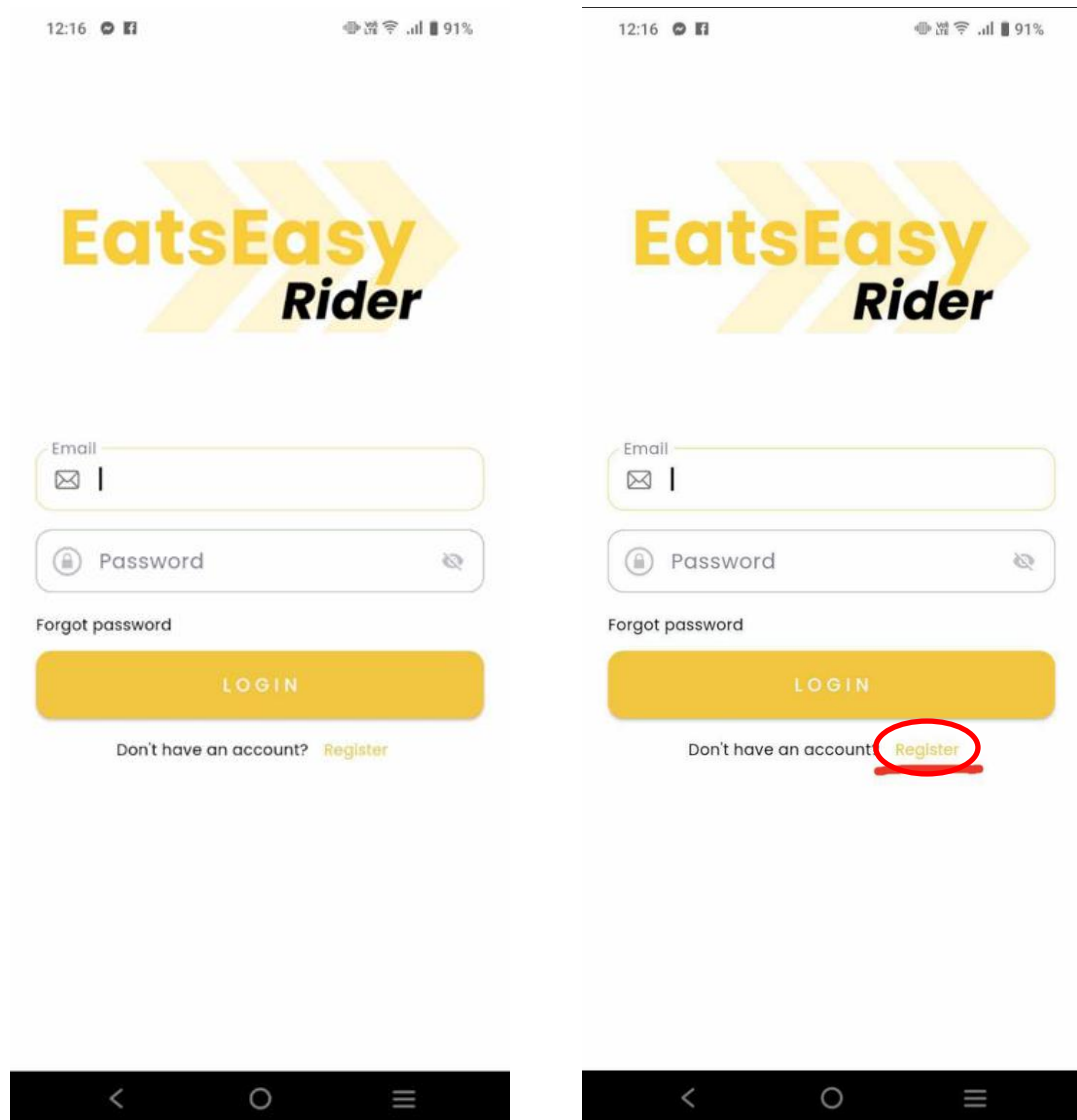 12:16 91%
EatsEasy
Rider
Email
Password
Forgot password
LOGIN
Don't have an account? Register
12:16 91%
EatsEasy
Rider
Email
Password
Forgot password
LOGIN
Don't have an account? Register